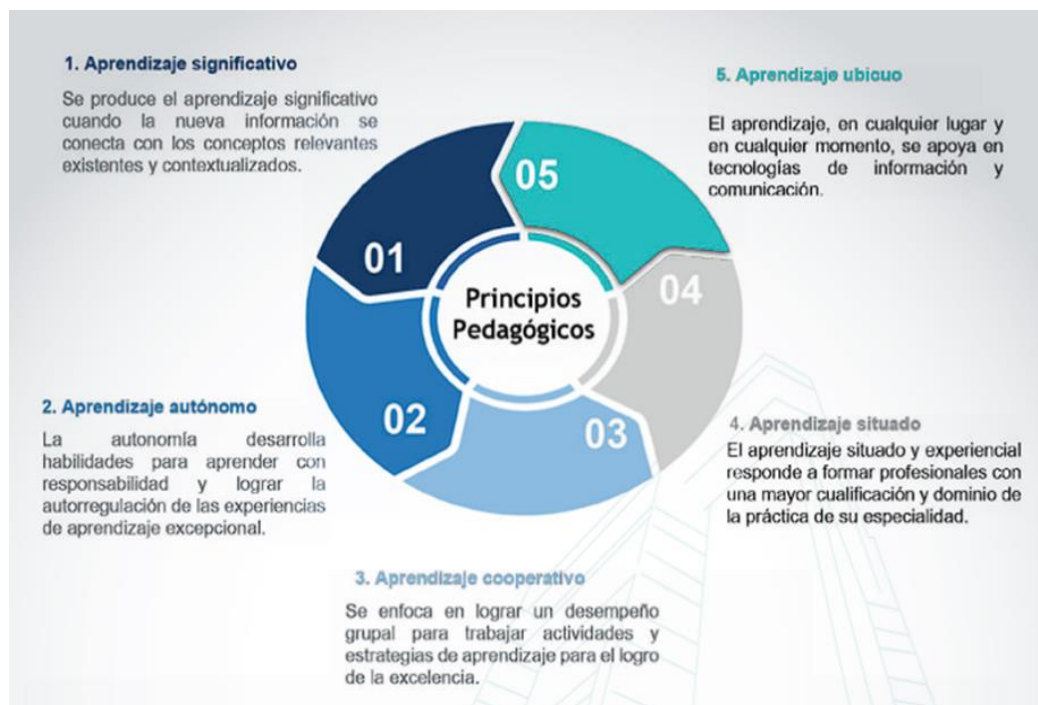 1. Aprendizaje significativo
Se produce el aprendizaje significativo
cuando la nueva información se
conecta con los conceptos relevantes
existentes y contextualizados.
2. Aprendizaje autónomo
La autonomía desarrolla
habilidades para aprender con
responsabilidad y lograr la
autorregulación de las experiencias
de aprendizaje excepcional.
3. Aprendizaje cooperativo
Se enfoca en lograr un desempeño
grupal para trabajar actividades y
estrategias de aprendizaje para el logro
de la excelencia.
4. Aprendizaje situado
El aprendizaje situado y experiencial
responde a formar profesionales con
una mayor cualificación y dominio de
la práctica de su especialidad.
5. Aprendizaje ubicuo
El aprendizaje, en cualquier lugar y
en cualquier momento, se apoya en
tecnologías de información y
comunicación.
01
02
03
04
05
Principios
Pedagógicos